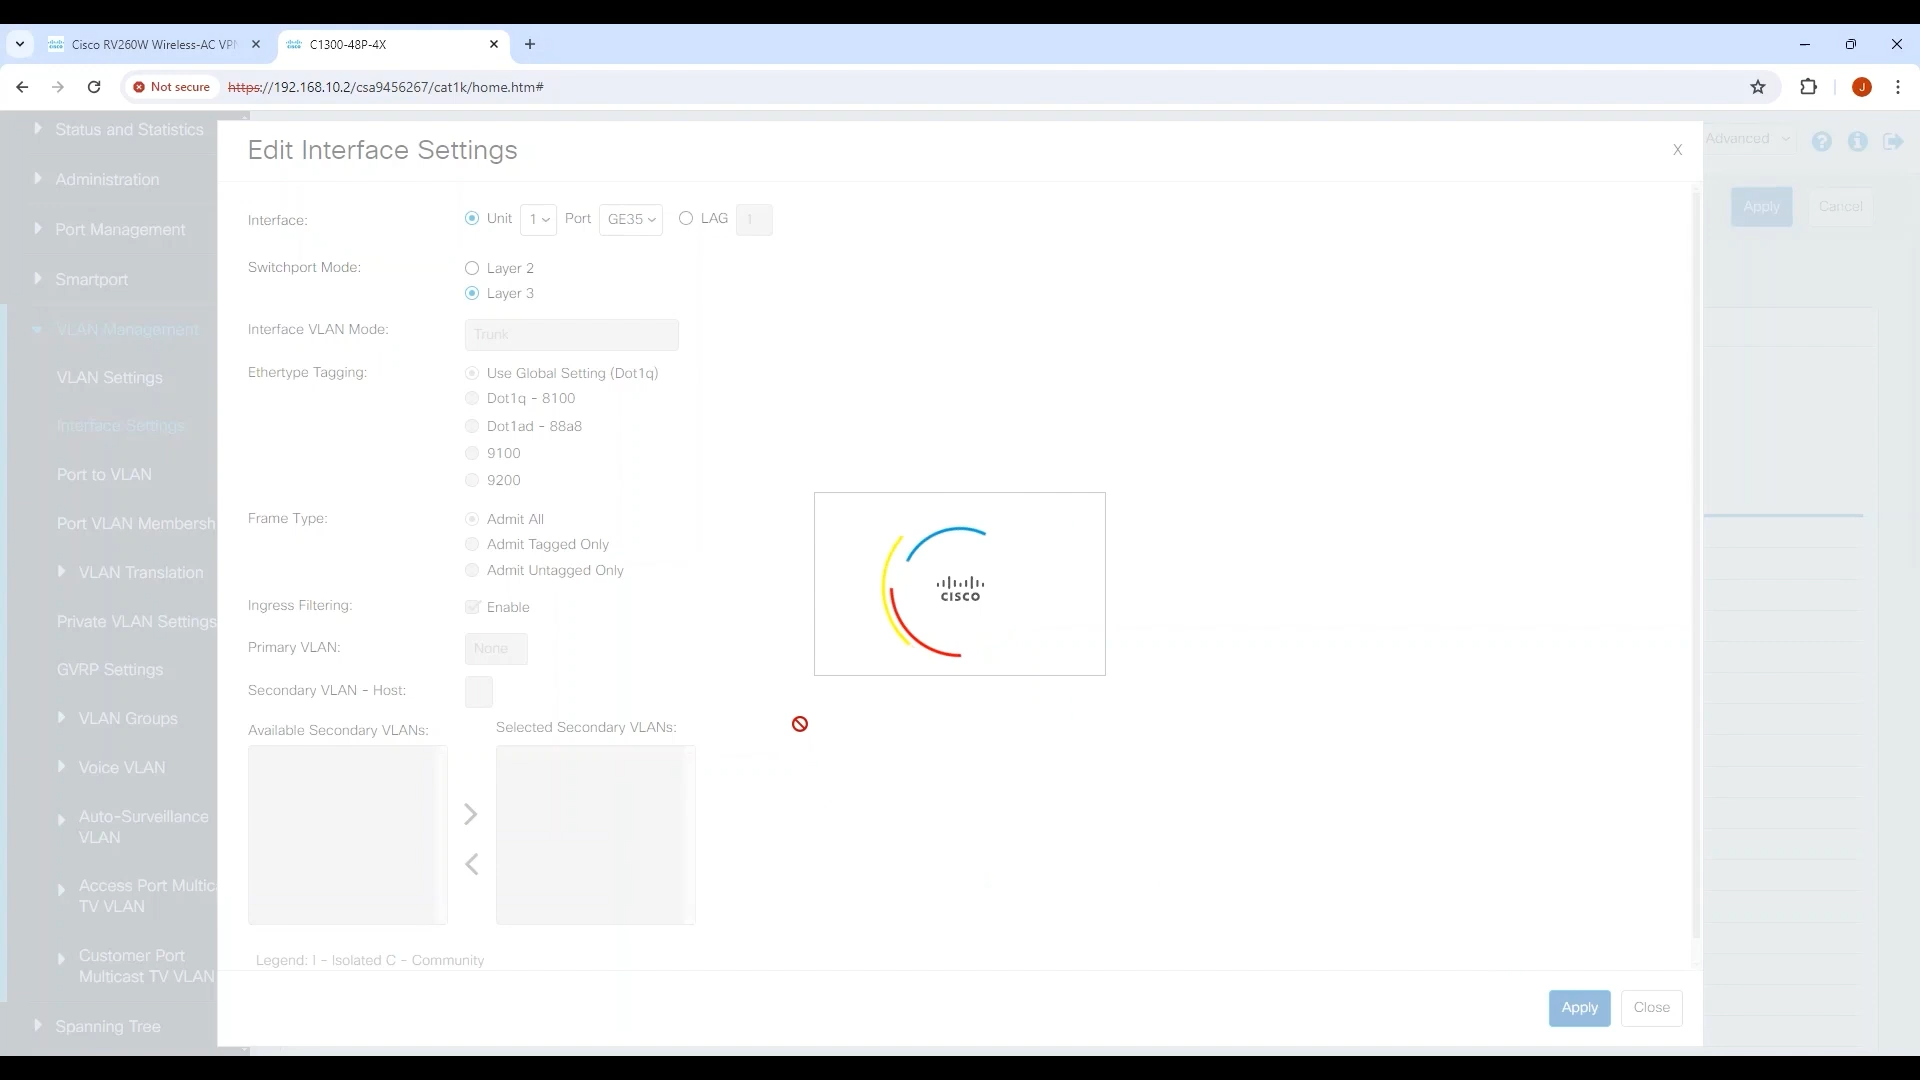 Cisco RV260W Wireless-AC VPN
C1300-48P-4X
Not secure
https://192.168.10.2/csa9456267/cat1k/home.htm#
J
Status and Statistics
Administration
Port Management
Smartport
VLAN Management
VLAN Settings
Interface Settings
Port to VLAN
Port VLAN Membersh
VLAN Translation
Private VLAN Settings
GVRP Settings
VLAN Groups
Voice VLAN
Auto-Surveillance
VLAN
Access Port Multica
TV VLAN
Customer Port
Multicast TV VLAN
Spanning Tree
Advanced
Apply
Cancel
Edit Interface Settings
X
Interface:
Unit
1
Port
GE35
LAG
1
Switchport Mode:
Layer 2
Layer 3
Interface VLAN Mode:
Trunk
Ethertype Tagging:
Use Global Setting (Dot1q)
Dot1q - 8100
Dot1ad - 88a8
9100
9200
Frame Type:
Admit All
Admit Tagged Only
Admit Untagged Only
Ingress Filtering:
Enable
Primary VLAN:
None
Secondary VLAN - Host:
Available Secondary VLANs:
Selected Secondary VLANs:
Legend: I - Isolated C - Community
CISCO
Apply
Close